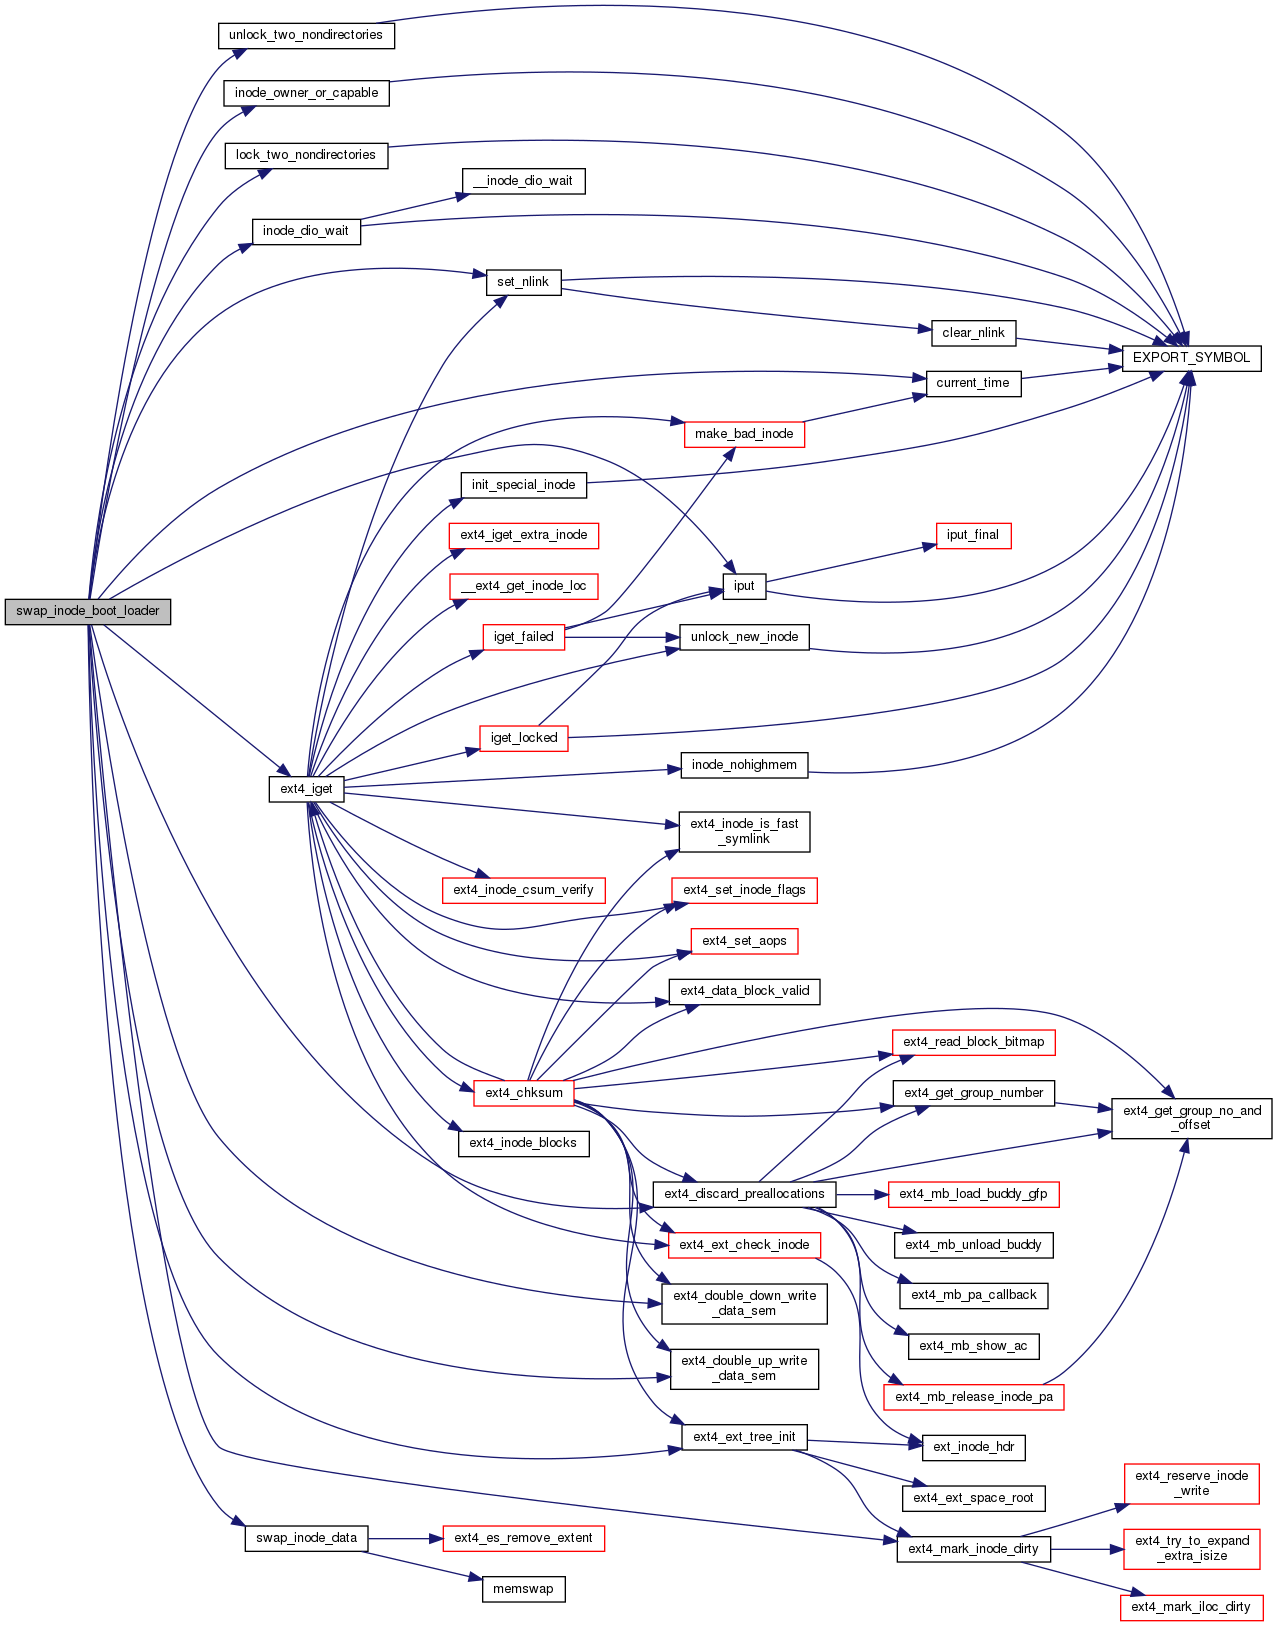 unlock_two_nondirectories
inode_owner_or_capable
lock_two_nondirectories
__inode_dio_wait
inode_dio_wait
set_nlink
clear_nlink
EXPORT_SYMBOL
current_time
make_bad_inode
init_special_inode
ext4_iget_extra_inode
iput_final
__ext4_get_inode_loc
iput
swap_inode_boot_loader
iget_failed
unlock_new_inode
iget_locked
inode_nohighmem
ext4_iget
ext4_inode_is_fast
_symlink
ext4_inode_csum_verify
ext4_set_inode_flags
ext4_set_aops
ext4_data_block_valid
ext4_read_block_bitmap
ext4_chksum
ext4_get_group_number
ext4_get_group_no_and
_offset
ext4_inode_blocks
ext4_discard_preallocations
ext4_mb_load_buddy_gfp
ext4_ext_check_inode
ext4_mb_unload_buddy
ext4_double_down_write
_data_sem
ext4_mb_pa_callback
ext4_mb_show_ac
ext4_double_up_write
_data_sem
ext4_mb_release_inode_pa
ext4_ext_tree_init
ext_inode_hdr
ext4_reserve_inode
_write
ext4_ext_space_root
swap_inode_data
ext4_es_remove_extent
ext4_mark_inode_dirty
ext4_try_to_expand
_extra_isize
memswap
ext4_mark_iloc_dirty